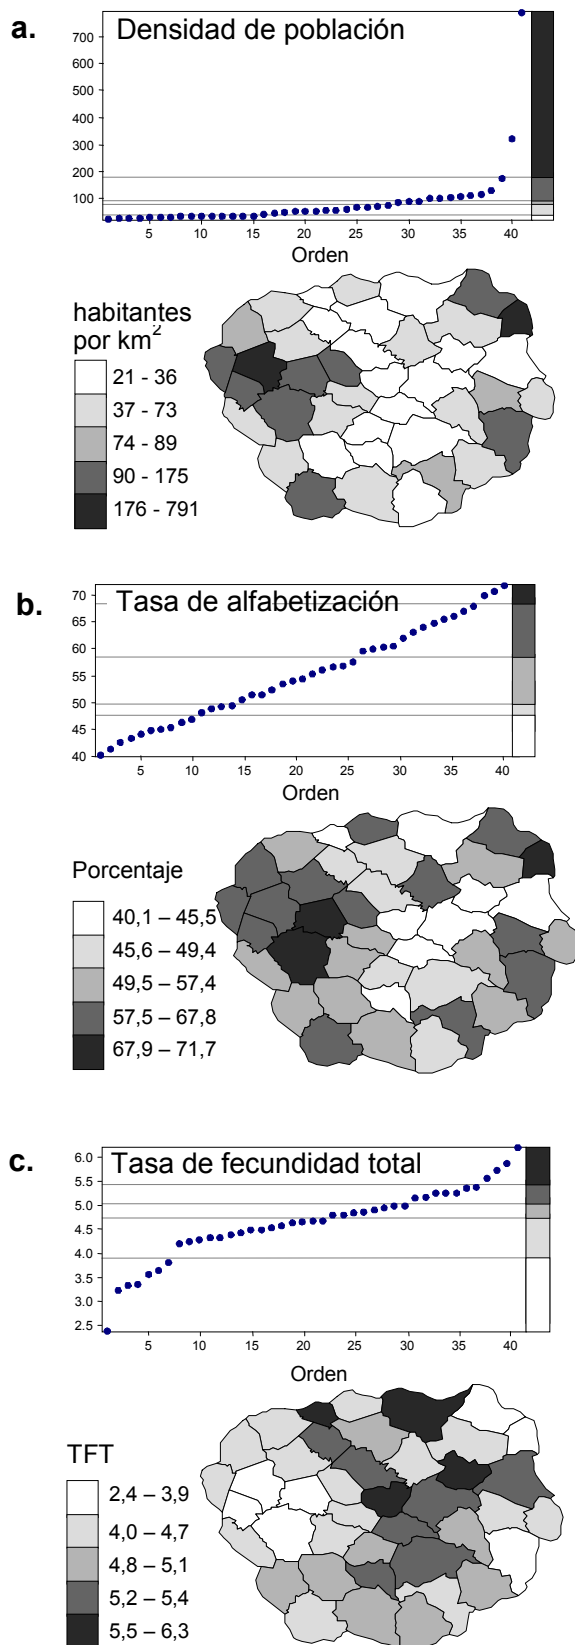 a.
Densidad de población
700
600
500
400
300
200
100
5 10 15 20 25 30 35 40
Orden
habitantes
por km²
21 - 36
37 - 73
74 - 89
90 - 175
176 - 791
b.
Tasa de alfabetización
70
65
60
55
50
45
40
5 10 15 20 25 30 35 40
Orden
Porcentaje
40,1 – 45,5
45,6 – 49,4
49,5 – 57,4
57,5 – 67,8
67,9 – 71,7
c.
Tasa de fecundidad total
6.0
5.5
5.0
4.5
4.0
3.5
3.0
2.5
5 10 15 20 25 30 35 40
Orden
TFT
2,4 – 3,9
4,0 – 4,7
4,8 – 5,1
5,2 – 5,4
5,5 – 6,3